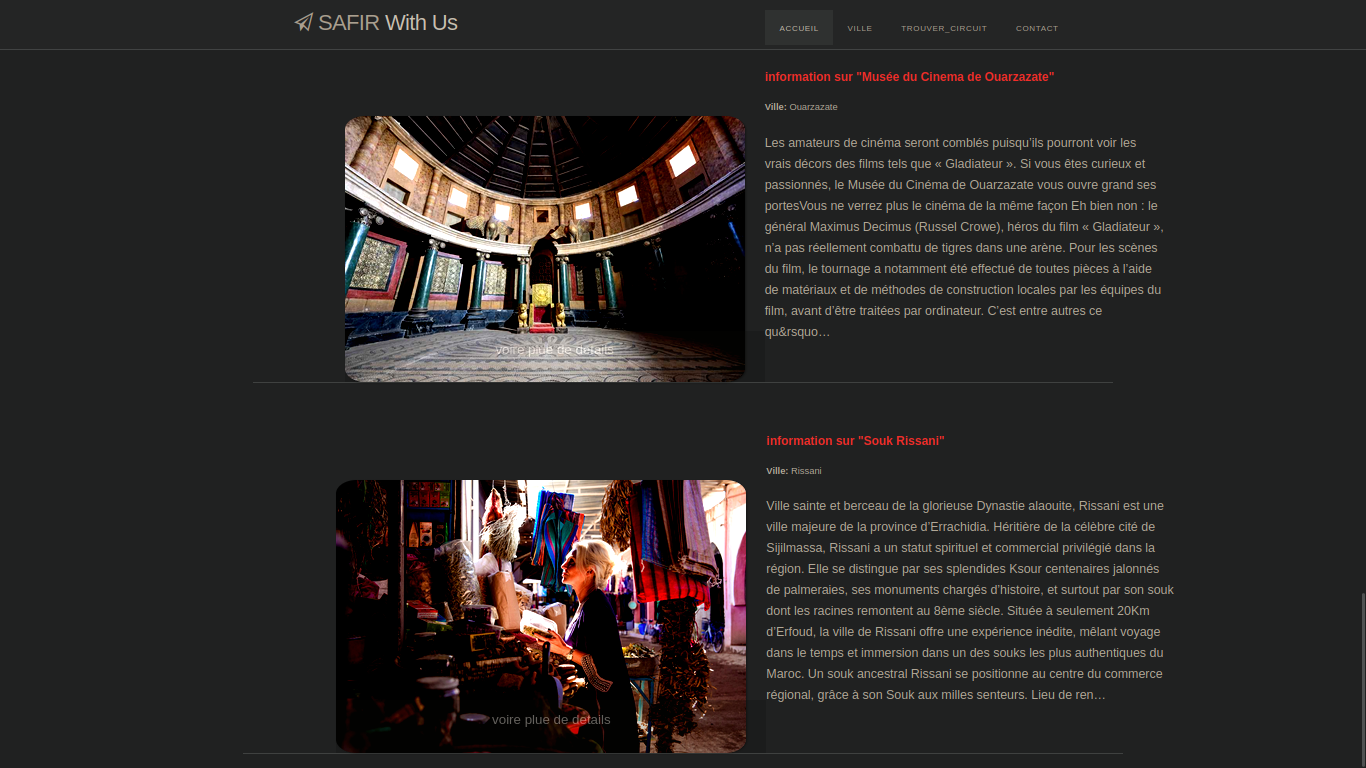 SAFIR With Us
ACCUEIL VILLE TROUVER_CIRCUIT CONTACT
information sur "Musée du Cinema de Ouarzazate"
Ville: Ouarzazate
Les amateurs de cinéma seront comblés puisqu’ils pourront voir les
vrais décors des films tels que « Gladiateur ». Si vous êtes curieux et
passionnés, le Musée du Cinéma de Ouarzazate vous ouvre grand ses
portesVous ne verrez plus le cinéma de la même façon Eh bien non : le
général Maximus Decimus (Russel Crowe), héros du film « Gladiateur »,
n’a pas réellement combattu de tigres dans une arène. Pour les scènes
du film, le tournage a notamment été effectué de toutes pièces à l’aide
de matériaux et de méthodes de construction locales par les équipes du
film, avant d’être traitées par ordinateur. C’est entre autres ce
qu&rsquo…
voire plue de details
information sur "Souk Rissani"
Ville: Rissani
Ville sainte et berceau de la glorieuse Dynastie alaouite, Rissani est une
ville majeure de la province d’Errachidia. Héritière de la célèbre cité de
Sijilmassa, Rissani a un statut spirituel et commercial privilégié dans la
région. Elle se distingue par ses splendides Ksour centenaires jalonnés
de palmeraies, ses monuments chargés d’histoire, et surtout par son souk
dont les racines remontent au 8ème siècle. Située à seulement 20Km
d’Erfoud, la ville de Rissani offre une expérience inédite, mêlant voyage
dans le temps et immersion dans un des souks les plus authentiques du
Maroc. Un souk ancestral Rissani se positionne au centre du commerce
régional, grâce à son Souk aux milles senteurs. Lieu de ren…
voire plue de details